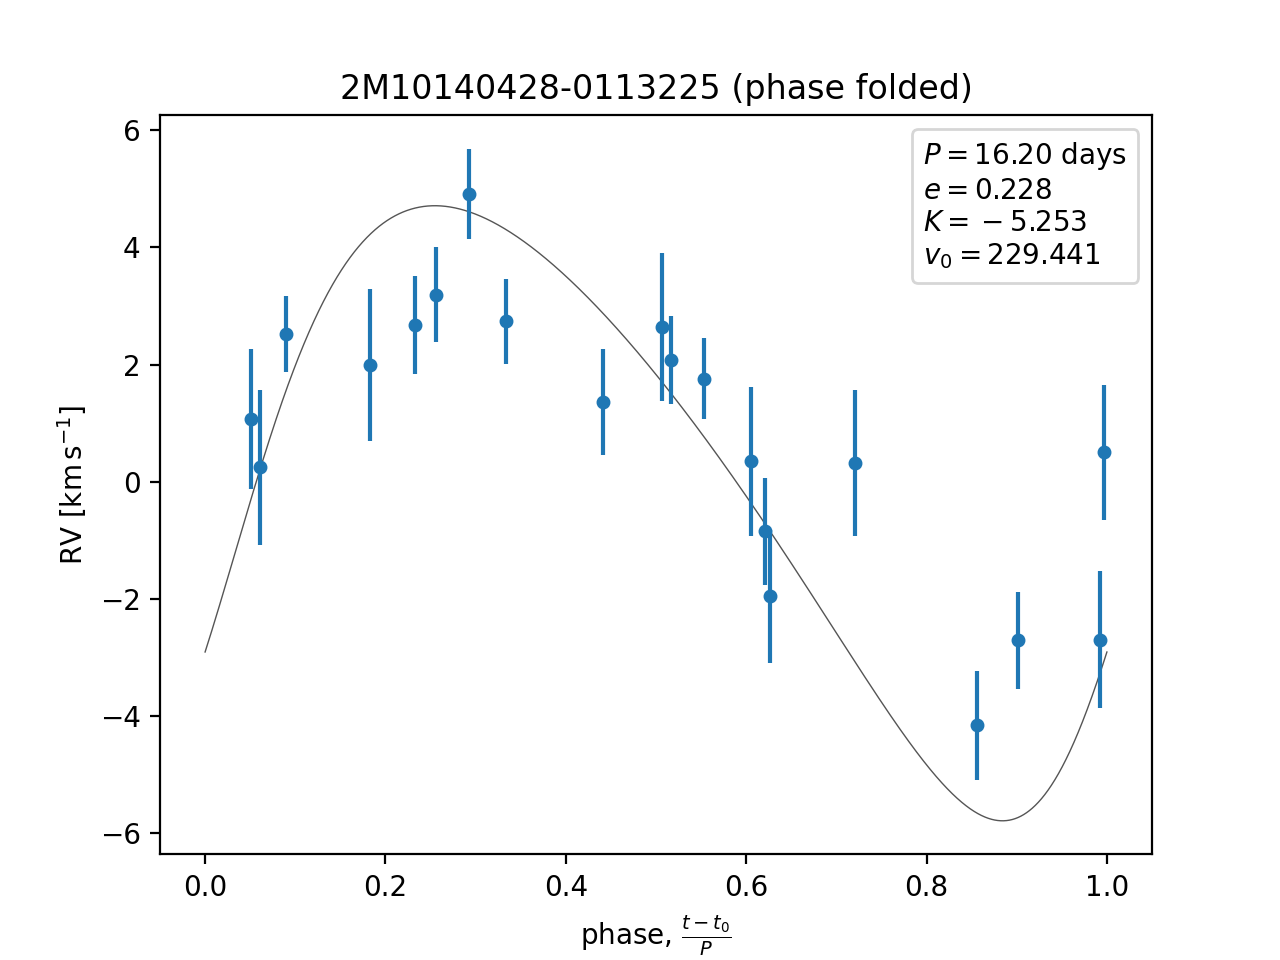 2M10140428-0113225 (phase folded)
P = 16.20 days
e = 0.228
K = −5.253
v₀ = 229.441
RV [km s⁻¹]
6
4
2
0
−2
−4
−6
0.0 0.2 0.4 0.6 0.8 1.0
phase, (t − t₀)/P